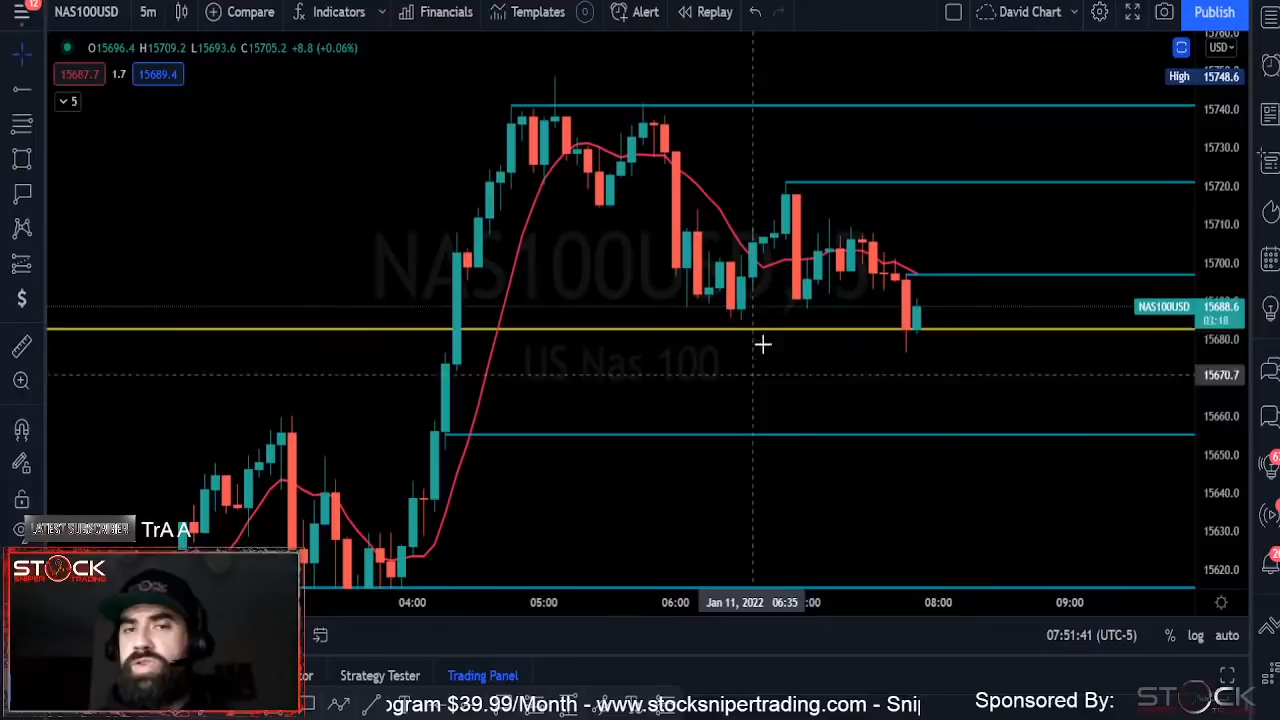 12
NAS100USD 5m Compare Indicators Financials Templates Alert Replay David Chart Publish
O15696.4 H15709.2 L15693.6 C15705.2 +8.8 (+0.06%)
USD
15687.7 1.7 15689.4
High 15748.6
5
15740.0
15730.0
15720.0
15710.0
15700.0
NAS100USD 15688.6
03:18
15680.0
15670.7
15660.0
15650.0
15640.0
15630.0
15620.0
US Nas 100
LATEST SUBSCRIBER TrA A
STOCK
SNIPER TRADING
04:00 05:00 06:00 Jan 11, 2022 06:35 :00 08:00 09:00
07:51:41 (UTC-5) % log auto
Strategy Tester Trading Panel
ogram $39.99/Month - www.stocksnipertrading.com - Snip
Sponsored By:
STOCK